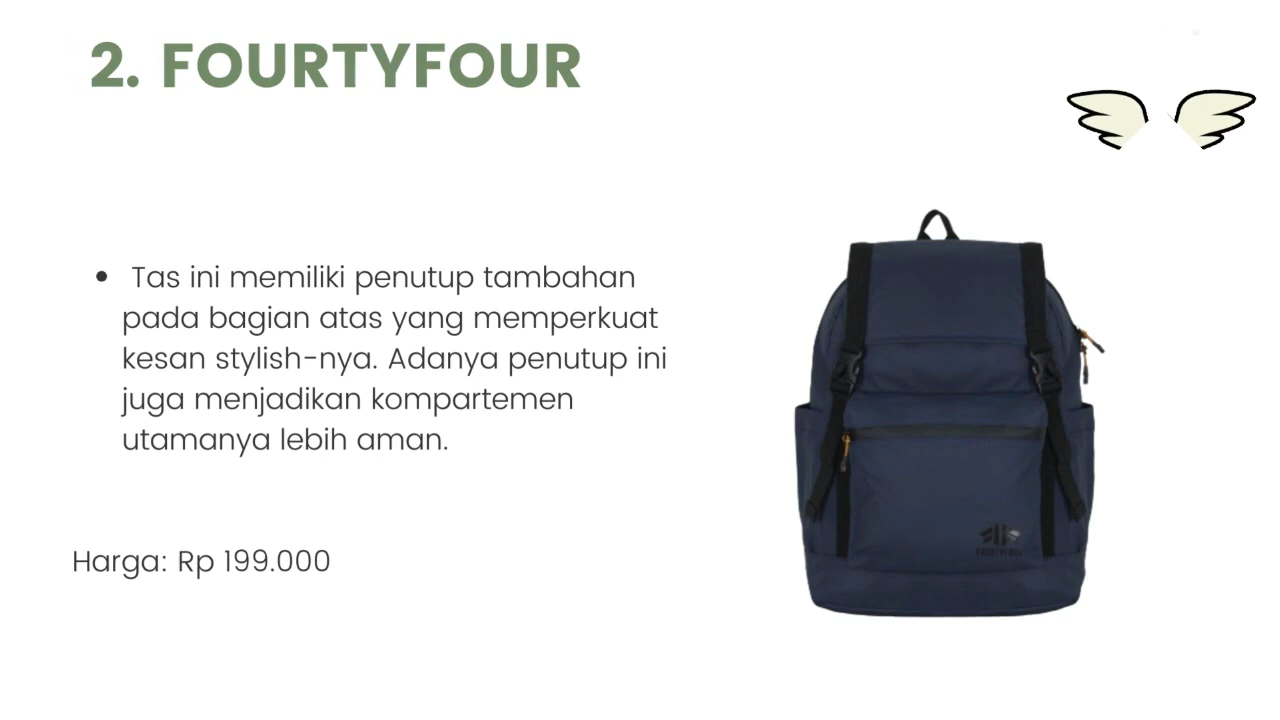 2. FOURTYFOUR
• Tas ini memiliki penutup tambahan
pada bagian atas yang memperkuat
kesan stylish-nya. Adanya penutup ini
juga menjadikan kompartemen
utamanya lebih aman.
Harga: Rp 199.000
FOURTYFOUR